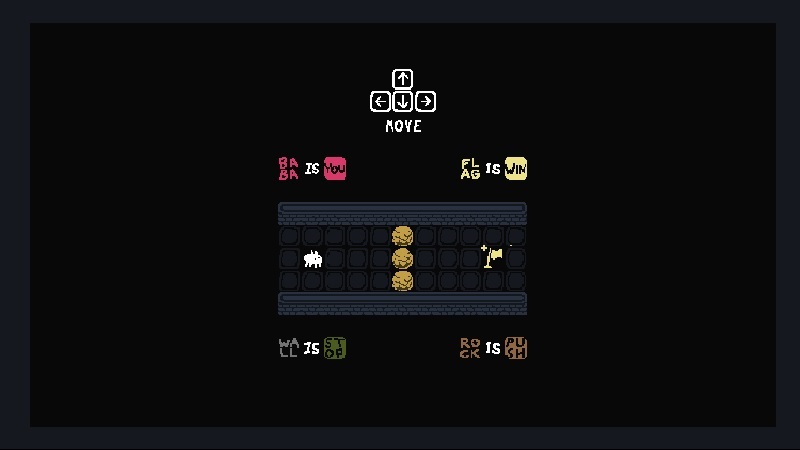 MOVE
BABA IS YOU
FLAG IS WIN
WALL IS STOP
ROCK IS PUSH